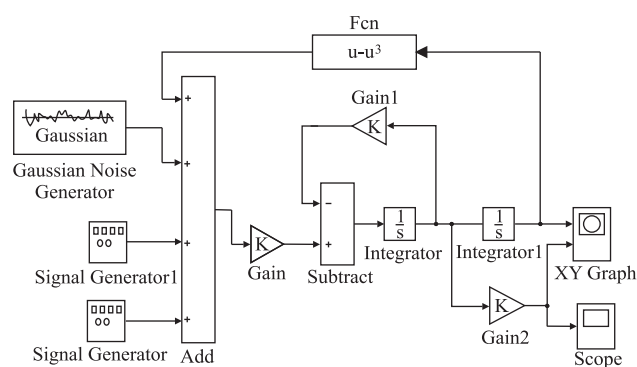 Fcn
u-u³
Gain1
K
+
Gaussian
+
Gaussian Noise
Generator
−
1
s
1
s
+
K
+
Integrator
Integrator1
XY Graph
Signal Generator1
Gain
Subtract
K
+
Gain2
Signal Generator
Add
Scope